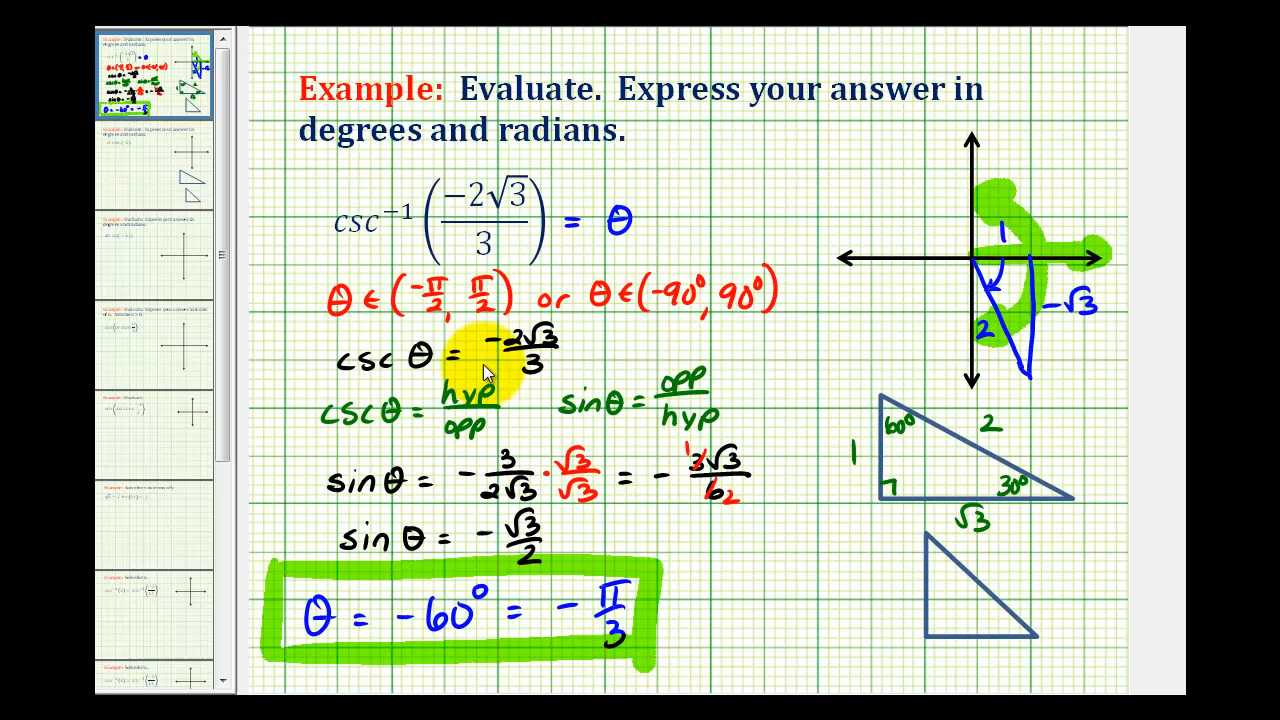 Example: Evaluate. Express your answer in
degrees and radians.
csc⁻¹(−2√3/3) = θ
θ ∈ (−π/2, π/2) or θ ∈ (−90°, 90°)
csc θ = −2√3/3
csc θ = hyp/opp sin θ = opp/hyp
sin θ = −3/(2√3) · √3/√3 = −3√3/6 1 2
sin θ = −√3/2
θ = −60° = −π/3
1
−√3
2
60°
2
1
30°
√3